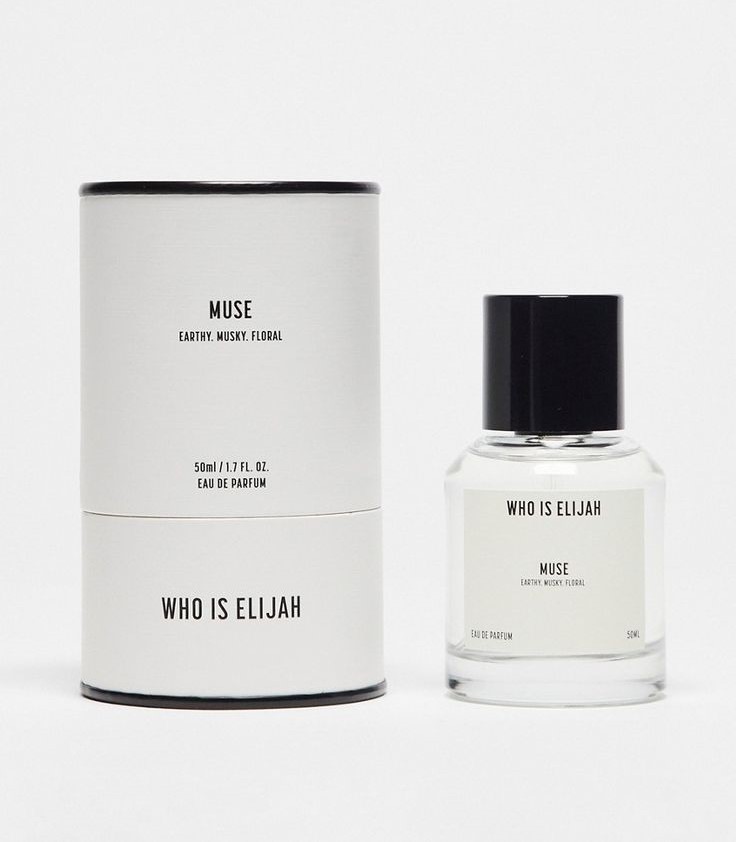 MUSE
EARTHY. MUSKY. FLORAL
50ml / 1.7 FL. OZ.
EAU DE PARFUM
WHO IS ELIJAH
WHO IS ELIJAH
MUSE
EARTHY. MUSKY. FLORAL
EAU DE PARFUM 50ML